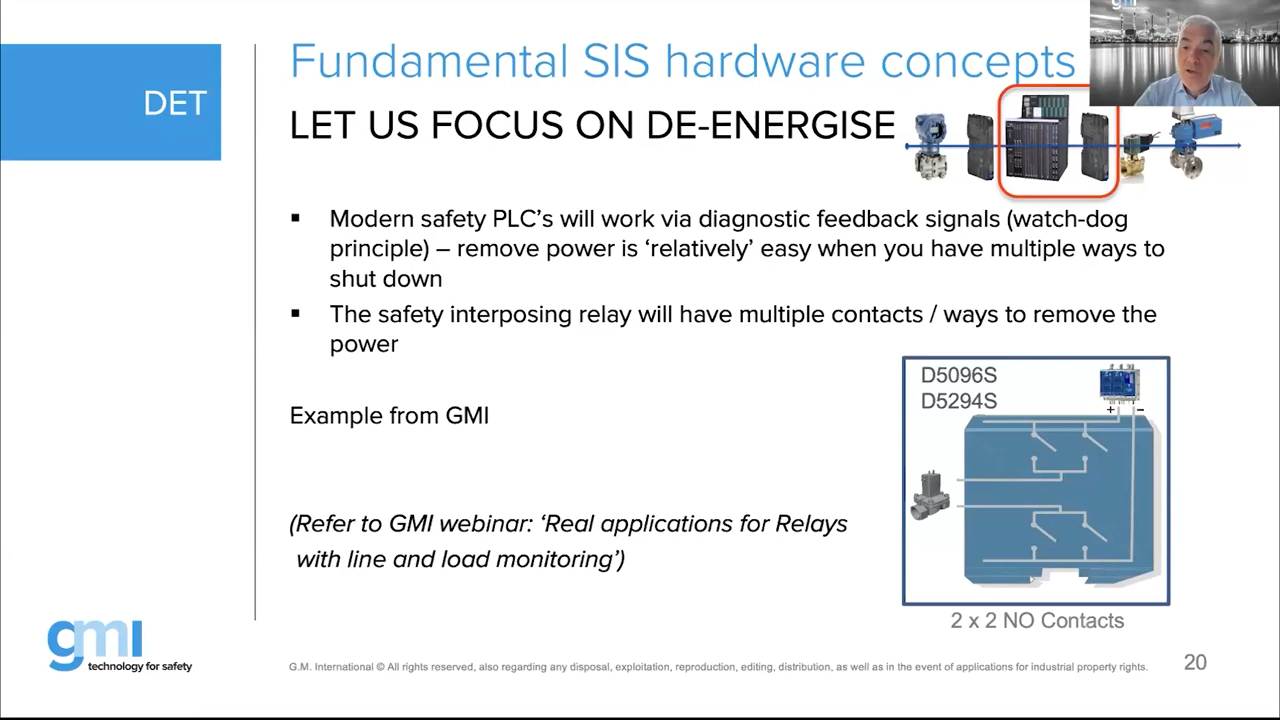 gmi
Fundamental SIS hardware concepts
DET
LET US FOCUS ON DE-ENERGISE
▪ Modern safety PLC’s will work via diagnostic feedback signals (watch-dog
principle) – remove power is ‘relatively’ easy when you have multiple ways to
shut down
▪ The safety interposing relay will have multiple contacts / ways to remove the
power
D5096S
D5294S
+ −
Example from GMI
(Refer to GMI webinar: ‘Real applications for Relays
with line and load monitoring’)
2 x 2 NO Contacts
gmi
technology for safety
G.M. International © All rights reserved, also regarding any disposal, exploitation, reproduction, editing, distribution, as well as in the event of applications for industrial property rights.
20